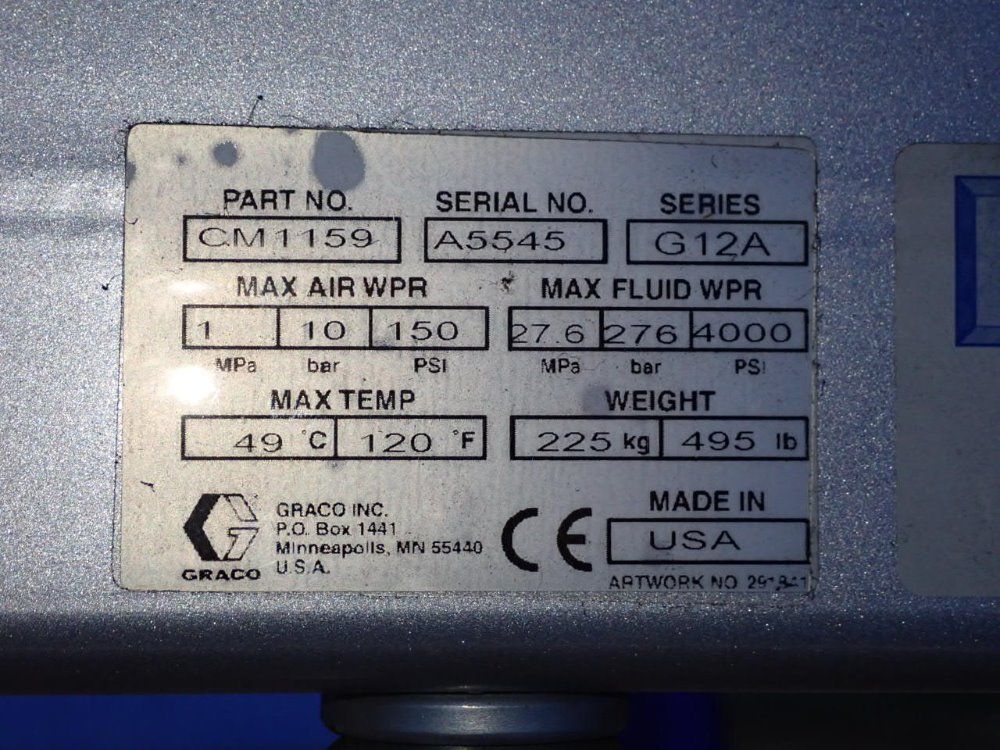 PART NO. SERIAL NO. SERIES
CM1159 A5545 G12A
MAX AIR WPR MAX FLUID WPR
1 10 150 27.6 276 4000
MPa bar PSI MPa bar PSI
MAX TEMP WEIGHT
49 °C 120 °F 225 kg 495 lb
GRACO INC.
P.O. Box 1441
Minneapolis, MN 55440
U.S.A.
GRACO
CE
MADE IN
USA
ARTWORK NO.